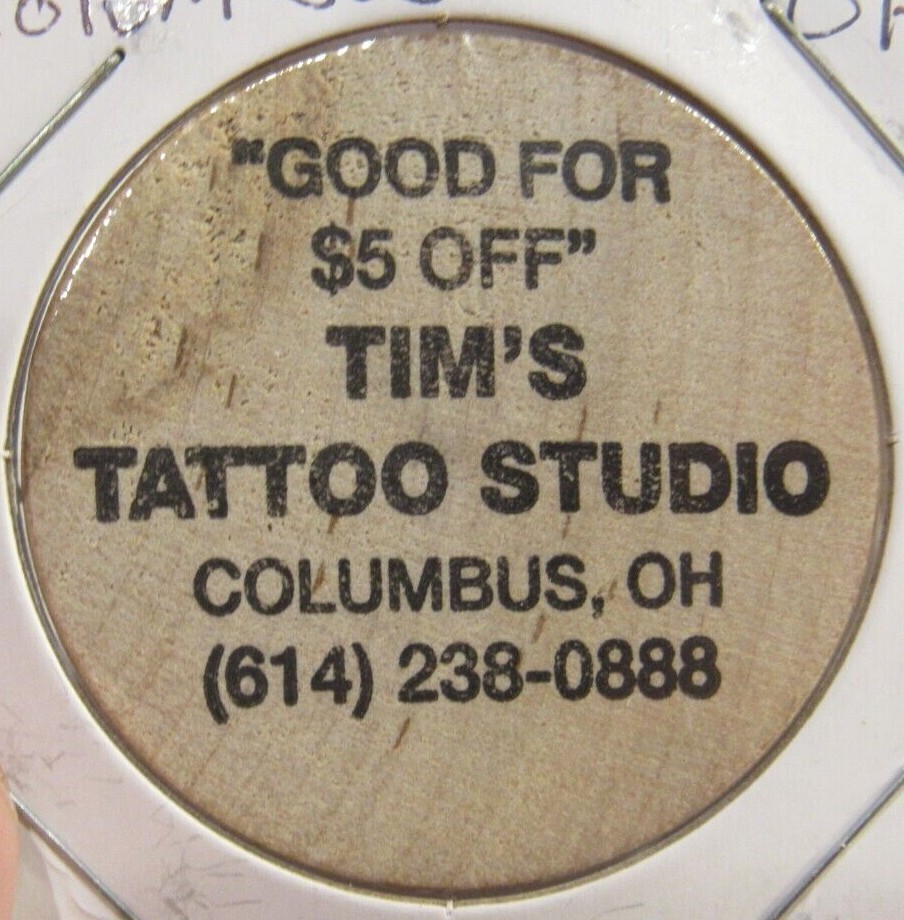 "GOOD FOR
$5 OFF"
TIM'S
TATTOO STUDIO
COLUMBUS, OH
(614) 238-0888